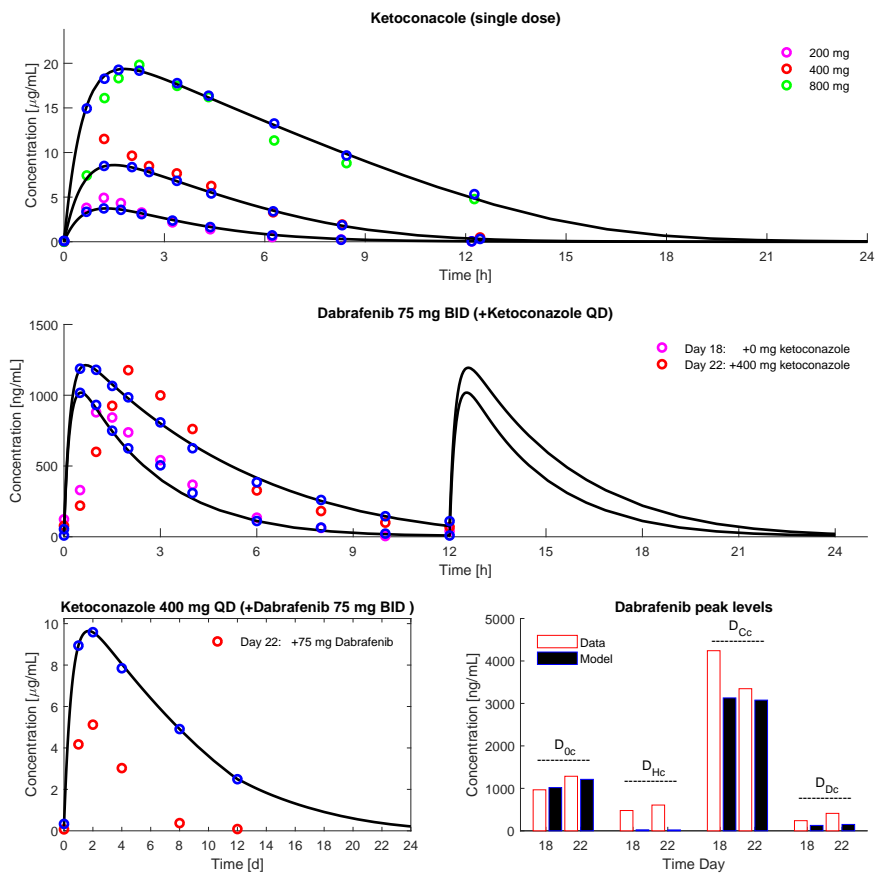 Ketoconacole (single dose)
Concentration [μg/mL]
20
15
10
5
0
200 mg
400 mg
800 mg
0 3 6 9 12 15 18 21 24
Time [h]
Dabrafenib 75 mg BID (+Ketoconazole QD)
Concentration [ng/mL]
1500
1000
500
0
Day 18: +0 mg ketoconazole
Day 22: +400 mg ketoconazole
0 3 6 9 12 15 18 21 24
Time [h]
Ketoconazole 400 mg QD (+Dabrafenib 75 mg BID )
Concentration [μg/mL]
10
8
6
4
2
0
Day 22: +75 mg Dabrafenib
0 2 4 6 8 10 12 14 16 18 20 22 24
Time [d]
Dabrafenib peak levels
Concentration [ng/mL]
5000
4000
3000
2000
1000
0
Data
Model
D0c
DHc
DCc
DDc
18 22 18 22 18 22 18 22
Time Day